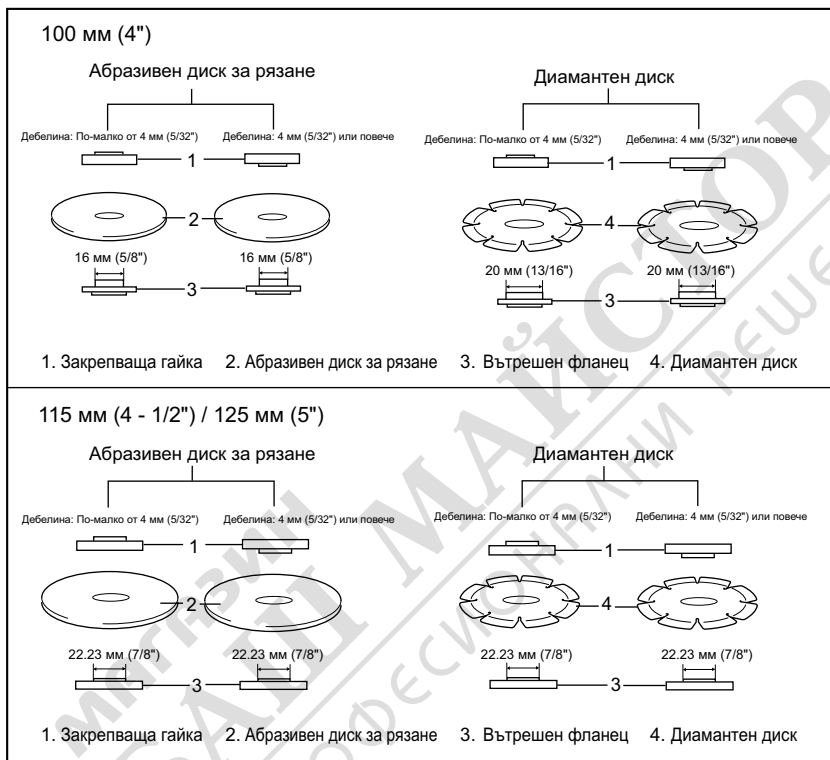 100 мм (4")
Абразивен диск за рязане
Диамантен диск
Дебелина: По-малко от 4 мм (5/32")
Дебелина: 4 мм (5/32") или повече
Дебелина: По-малко от 4 мм (5/32")
Дебелина: 4 мм (5/32") или повече
1
1
2
4
16 мм (5/8")
16 мм (5/8")
20 мм (13/16")
20 мм (13/16")
3
3
1. Закрепваща гайка 2. Абразивен диск за рязане 3. Вътрешен фланец 4. Диамантен диск
115 мм (4 - 1/2") / 125 мм (5")
Абразивен диск за рязане
Диамантен диск
Дебелина: По-малко от 4 мм (5/32")
Дебелина: 4 мм (5/32") или повече
Дебелина: По-малко от 4 мм (5/32")
Дебелина: 4 мм (5/32") или повече
1
1
2
4
22.23 мм (7/8")
22.23 мм (7/8")
22.23 мм (7/8")
22.23 мм (7/8")
3
3
1. Закрепваща гайка 2. Абразивен диск за рязане 3. Вътрешен фланец 4. Диамантен диск
МАЙСТОР